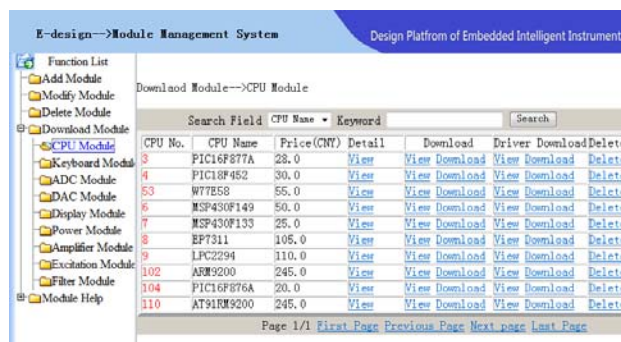 E-design-->Module Management System
Design Platfrom of Embedded Intelligent Instrument
Function List
Add Module
Modify Module
Delete Module
Download Module
CPU Module
Keyboard Modul
ADC Module
DAC Module
Display Module
Power Module
Amplifier Module
Excitation Module
Filter Module
Module Help
Downlaod Module-->CPU Module
Search Field CPU Name Keyword Search
CPU No. CPU Name Price(CNY) Detail Download Driver Download Delete
3 PIC16F877A 28.0 View View Download View Download Delete
4 PIC18F452 30.0 View View Download View Download Delete
53 W77E58 55.0 View View Download View Download Delete
6 MSP430F149 50.0 View View Download View Download Delete
7 MSP430F133 25.0 View View Download View Download Delete
8 EP7311 105.0 View View Download View Download Delete
9 LPC2294 110.0 View View Download View Download Delete
102 ARM9200 245.0 View View Download View Download Delete
104 PIC16F876A 20.0 View View Download View Download Delete
110 AT91RM9200 245.0 View View Download View Download Delete
Page 1/1 First Page Previous Page Next page Last Page